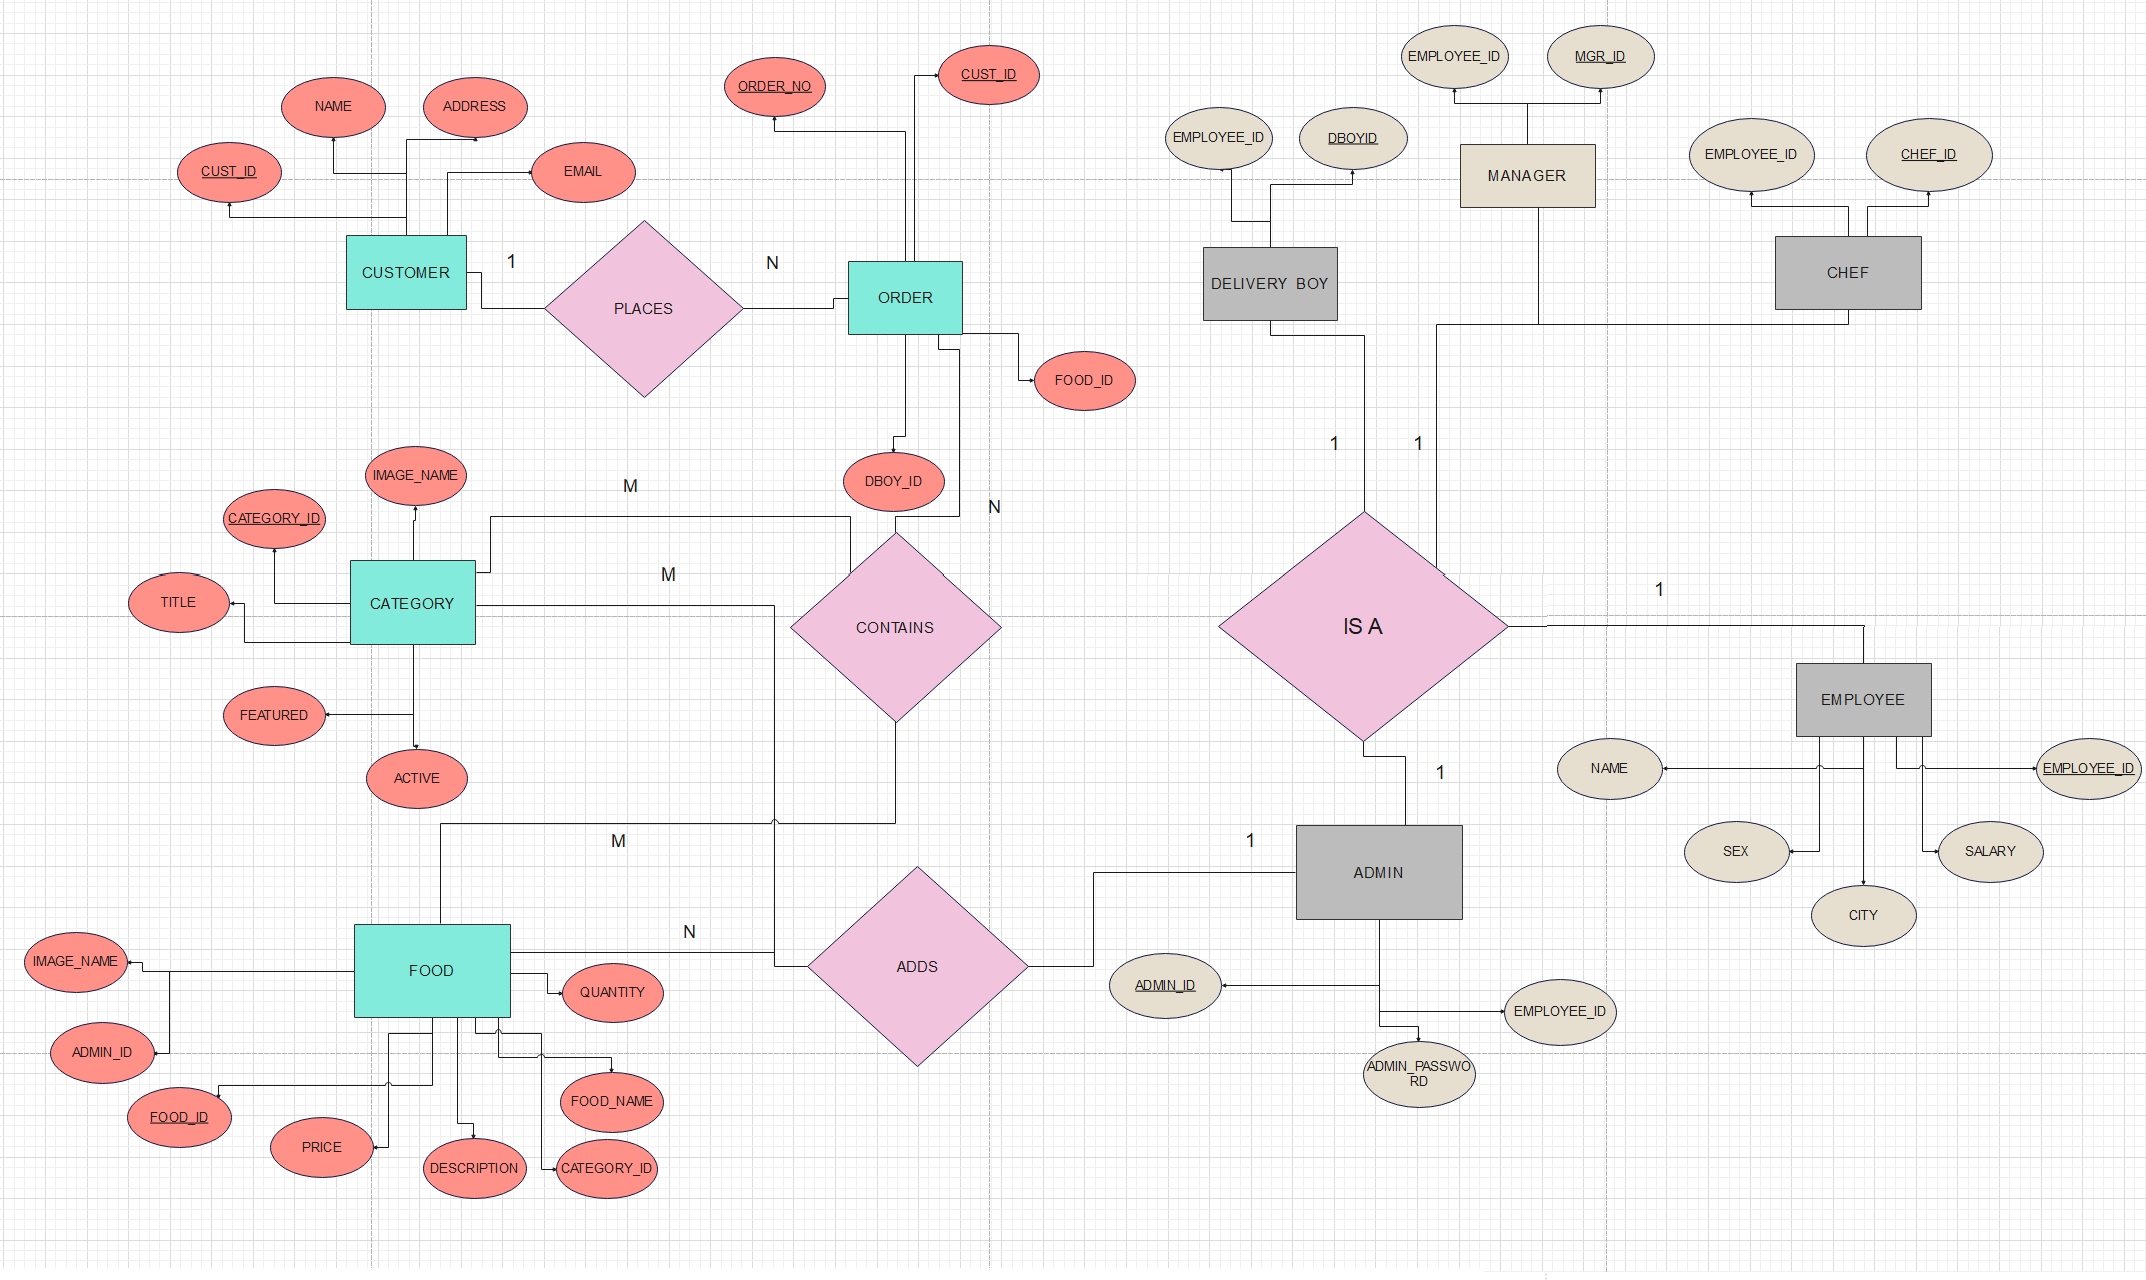 EMPLOYEE_ID
MGR_ID
CUST_ID
ORDER_NO
NAME
ADDRESS
EMPLOYEE_ID
DBOYID
EMPLOYEE_ID
CHEF_ID
CUST_ID
EMAIL
MANAGER
CUSTOMER
1
PLACES
N
ORDER
DELIVERY BOY
CHEF
FOOD_ID
1
1
IMAGE_NAME
DBOY_ID
M
N
CATEGORY_ID
M
1
TITLE
CATEGORY
CONTAINS
IS A
FEATURED
EMPLOYEE
ACTIVE
1
NAME
EMPLOYEE_ID
M
1
SEX
SALARY
ADMIN
CITY
N
IMAGE_NAME
FOOD
ADDS
QUANTITY
ADMIN_ID
EMPLOYEE_ID
ADMIN_ID
ADMIN_PASSWO
RD
FOOD_NAME
FOOD_ID
PRICE
DESCRIPTION
CATEGORY_ID